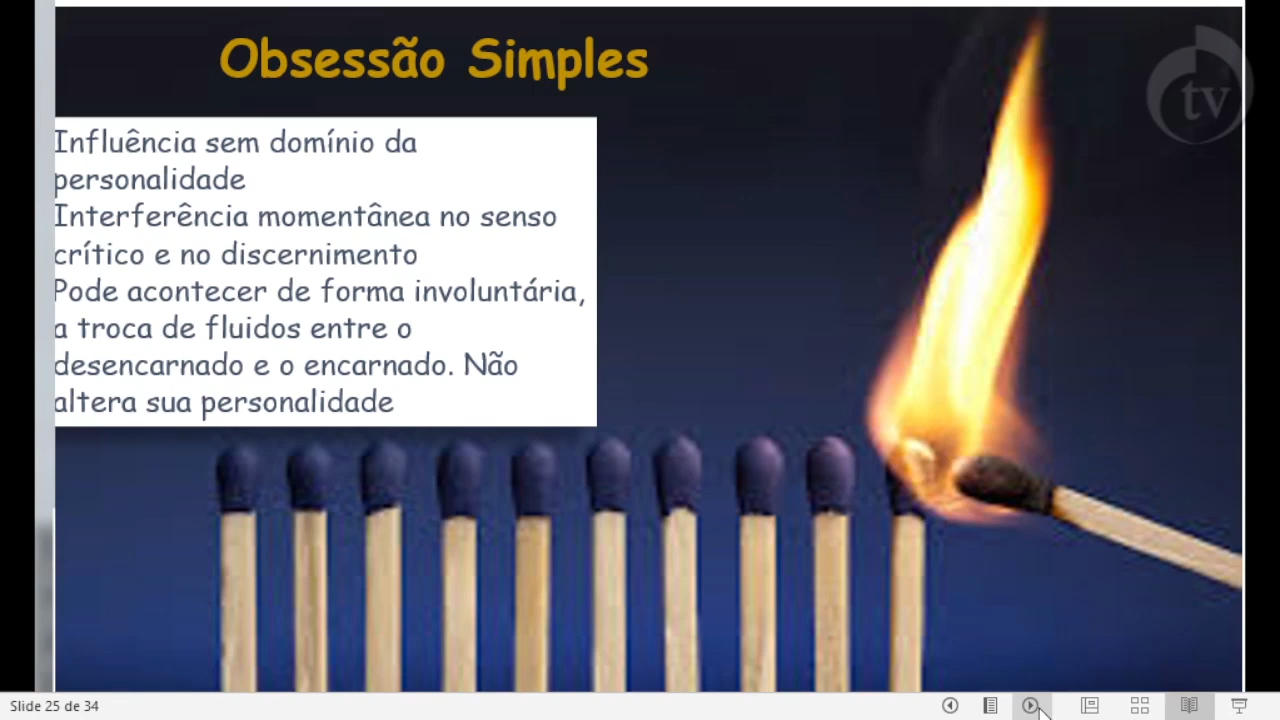 Obsessão Simples
tv
Influência sem domínio da
personalidade
Interferência momentânea no senso
crítico e no discernimento
Pode acontecer de forma involuntária,
a troca de fluidos entre o
desencarnado e o encarnado. Não
altera sua personalidade
Slide 25 de 34